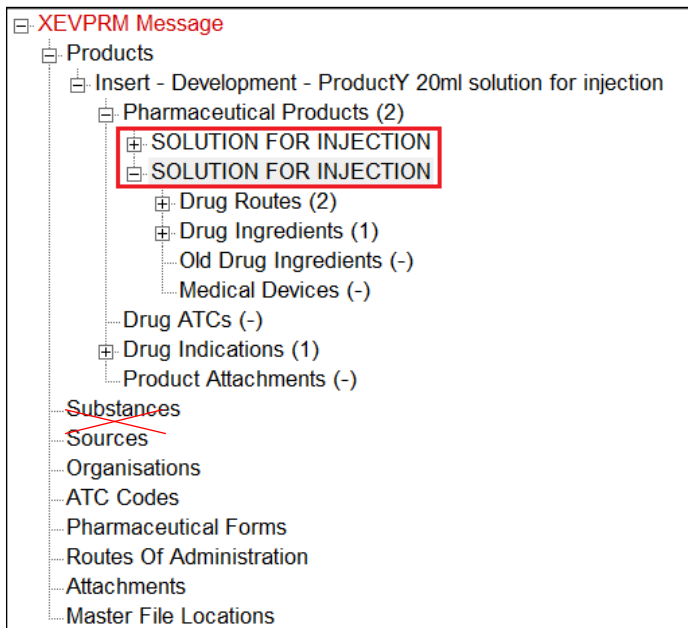 XEVPRM Message
Products
Insert - Development - ProductY 20ml solution for injection
Pharmaceutical Products (2)
SOLUTION FOR INJECTION
SOLUTION FOR INJECTION
Drug Routes (2)
Drug Ingredients (1)
Old Drug Ingredients (-)
Medical Devices (-)
Drug ATCs (-)
Drug Indications (1)
Product Attachments (-)
Substances
Sources
Organisations
ATC Codes
Pharmaceutical Forms
Routes Of Administration
Attachments
Master File Locations